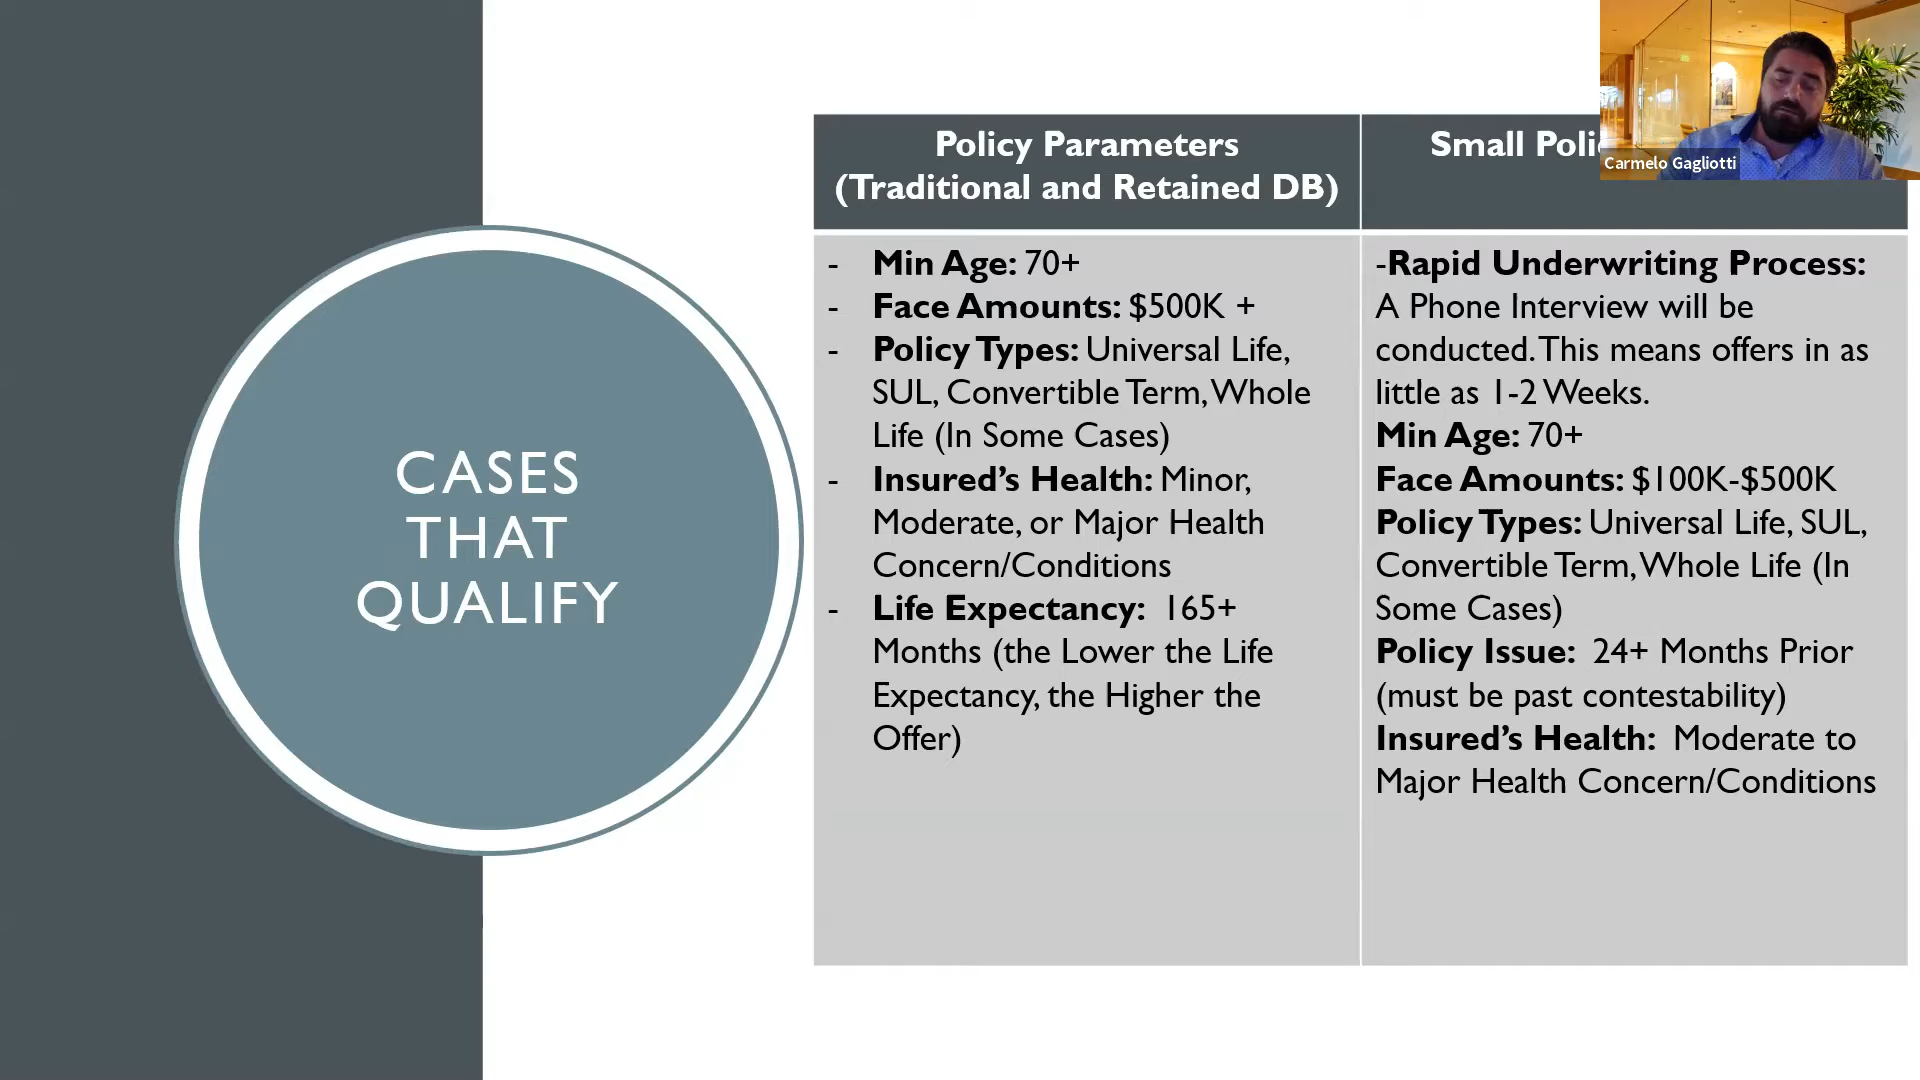 CASES
THAT
QUALIFY
Policy Parameters
(Traditional and Retained DB)
- Min Age: 70+
- Face Amounts: $500K +
- Policy Types: Universal Life,
SUL, Convertible Term, Whole
Life (In Some Cases)
- Insured's Health: Minor,
Moderate, or Major Health
Concern/Conditions
- Life Expectancy: 165+
Months (the Lower the Life
Expectancy, the Higher the
Offer)
Small
Carmelo Gagliotti
-Rapid Underwriting Process:
A Phone Interview will be
conducted. This means offers in as
little as 1-2 Weeks.
Min Age: 70+
Face Amounts: $100K-$500K
Policy Types: Universal Life, SUL,
Convertible Term, Whole Life (In
Some Cases)
Policy Issue: 24+ Months Prior
(must be past contestability)
Insured's Health: Moderate to
Major Health Concern/Conditions